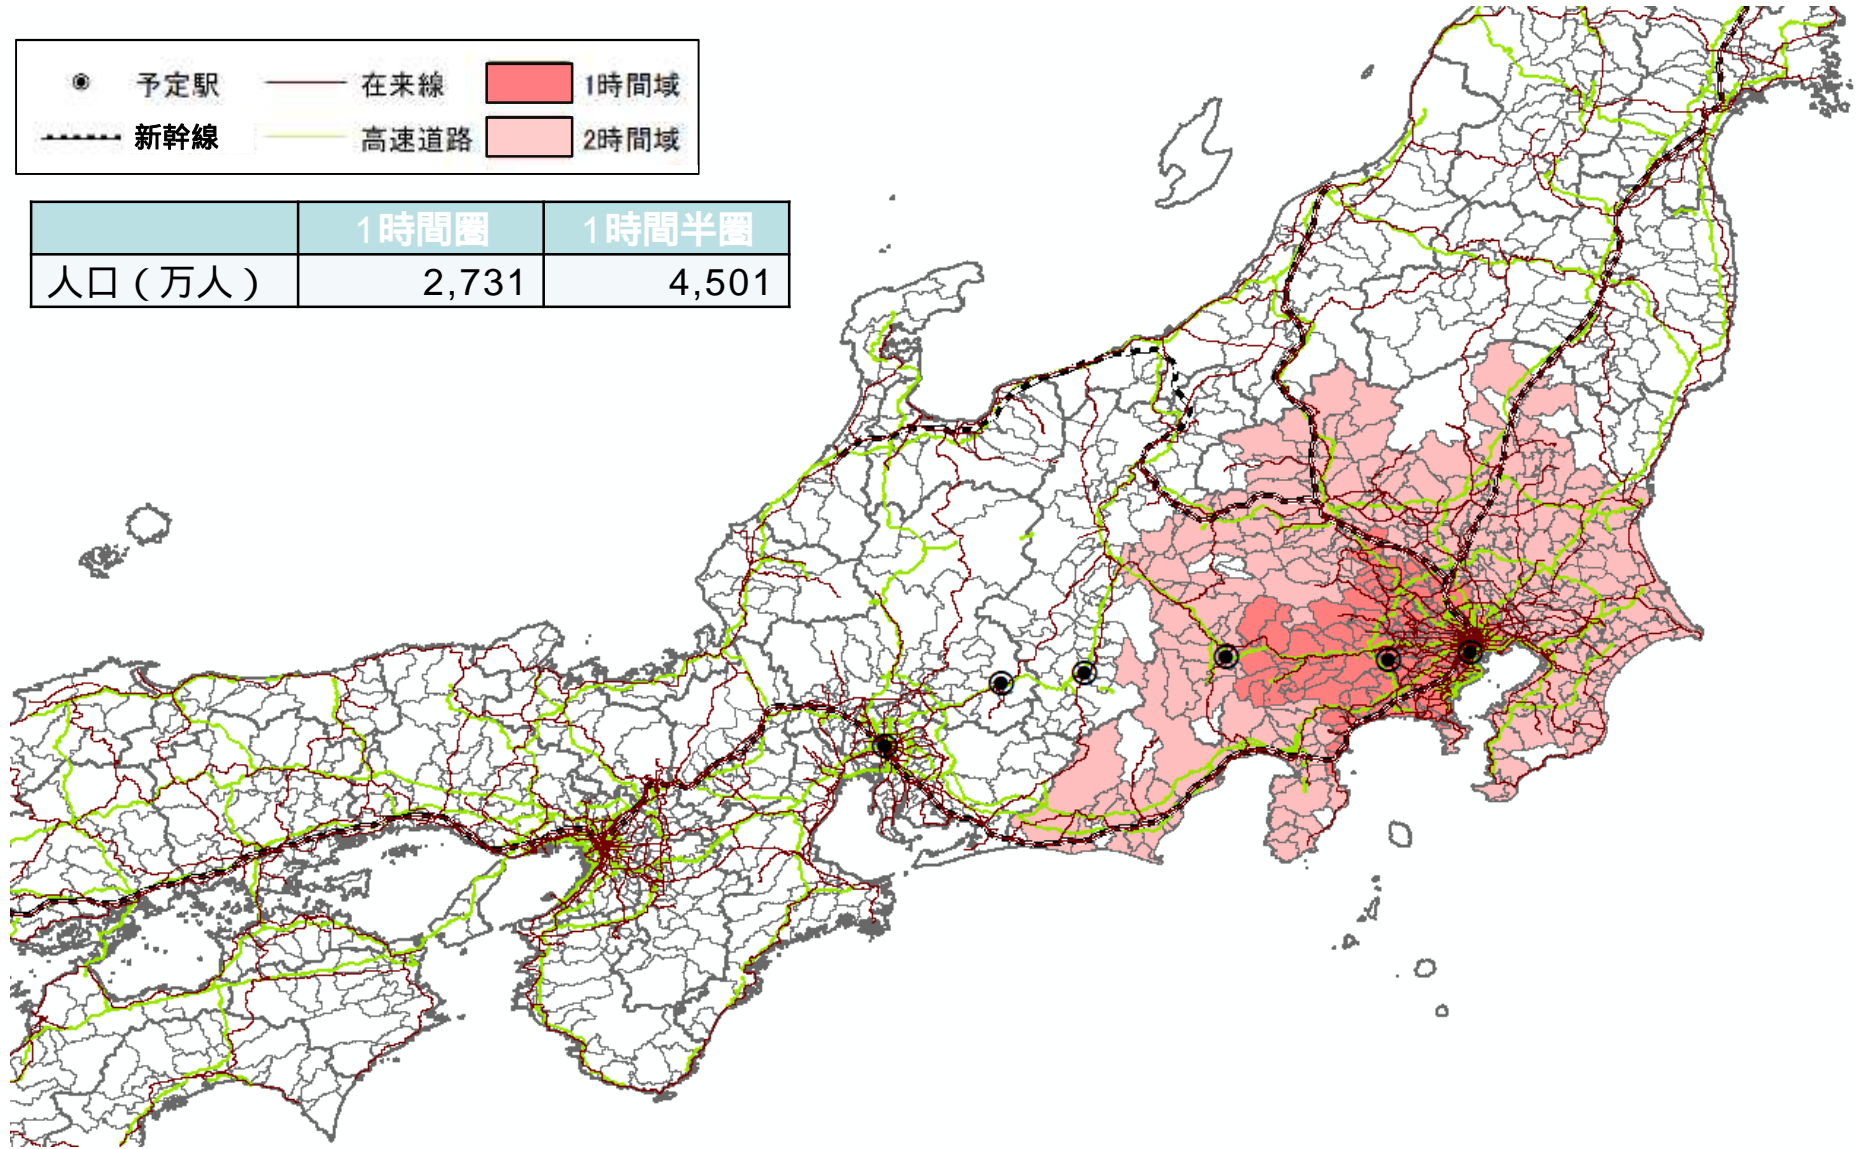 予定駅 在来線 1時間域
新幹線 高速道路 2時間域
1時間圏 1時間半圏
人口(万人) 2,731 4,501